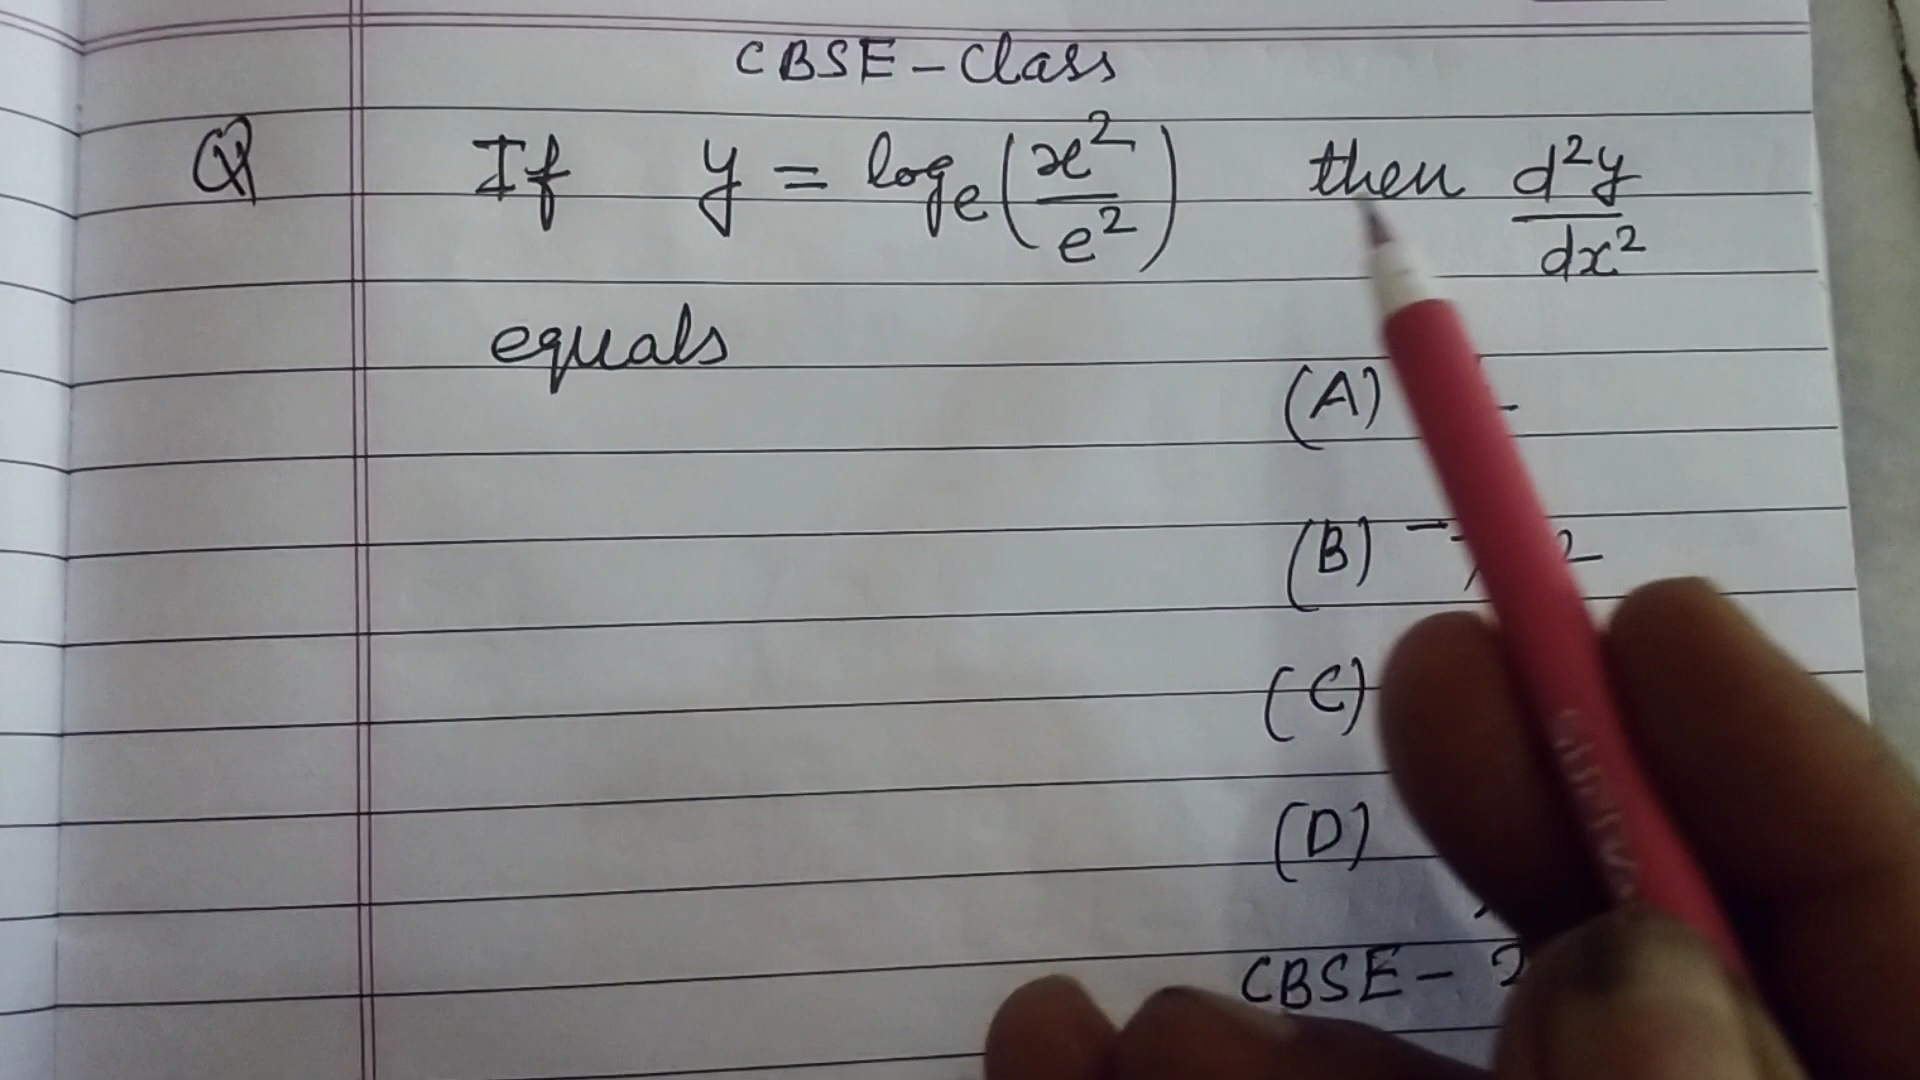 CBSE - Class
Q If y = logₑ(x²/e²) then d²y/dx²
equals
(A)
(B) 
(C)
(D)
CBSE -